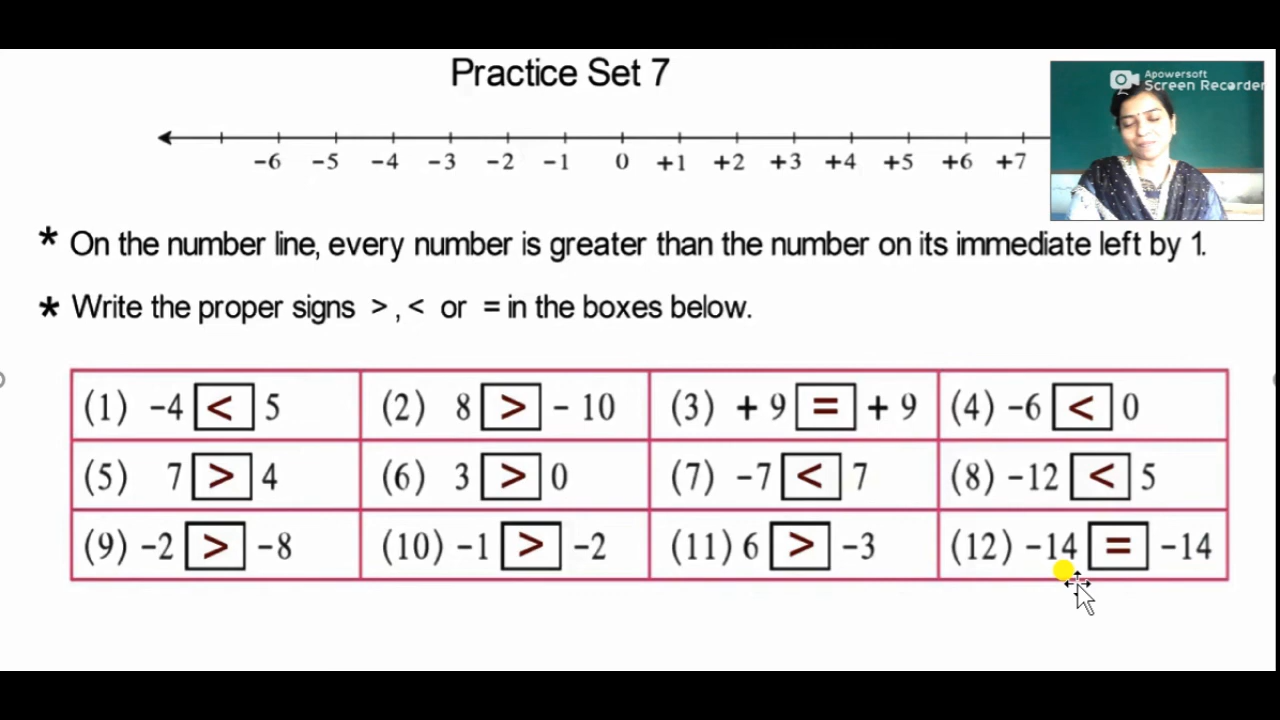 Practice Set 7
Apowersoft
Screen Recorder
-6 -5 -4 -3 -2 -1 0 +1 +2 +3 +4 +5 +6 +7
* On the number line, every number is greater than the number on its immediate left by 1.
* Write the proper signs > , < or = in the boxes below.
(1) -4 < 5 (2) 8 > - 10 (3) + 9 = + 9 (4) -6 < 0
(5) 7 > 4 (6) 3 > 0 (7) -7 < 7 (8) -12 < 5
(9) -2 > -8 (10) -1 > -2 (11) 6 > -3 (12) -14 = -14